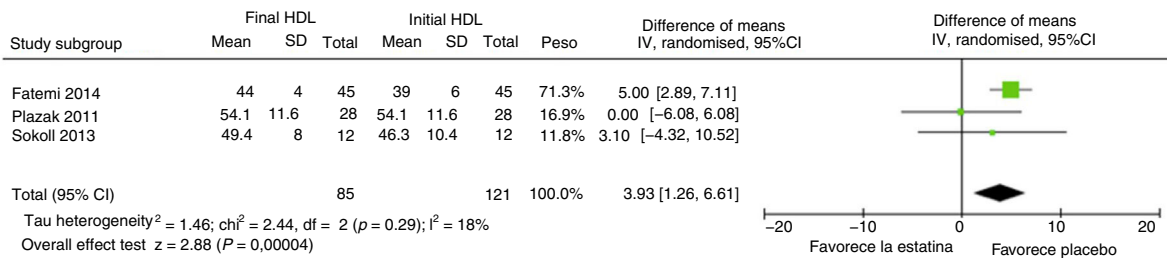 Final HDL Initial HDL Difference of means Difference of means
Study subgroup Mean SD Total Mean SD Total Peso IV, randomised, 95%CI IV, randomised, 95%CI
Fatemi 2014 44 4 45 39 6 45 71.3% 5.00 [2.89, 7.11]
Plazak 2011 54.1 11.6 28 54.1 11.6 28 16.9% 0.00 [−6.08, 6.08]
Sokoll 2013 49.4 8 12 46.3 10.4 12 11.8% 3.10 [−4.32, 10.52]
Total (95% CI) 85 121 100.0% 3.93 [1.26, 6.61]
Tau heterogeneity² = 1.46; chi² = 2.44, df = 2 (p = 0.29); I² = 18%
Overall effect test z = 2.88 (P = 0,00004)
−20 −10 0 10 20
Favorece la estatina Favorece placebo